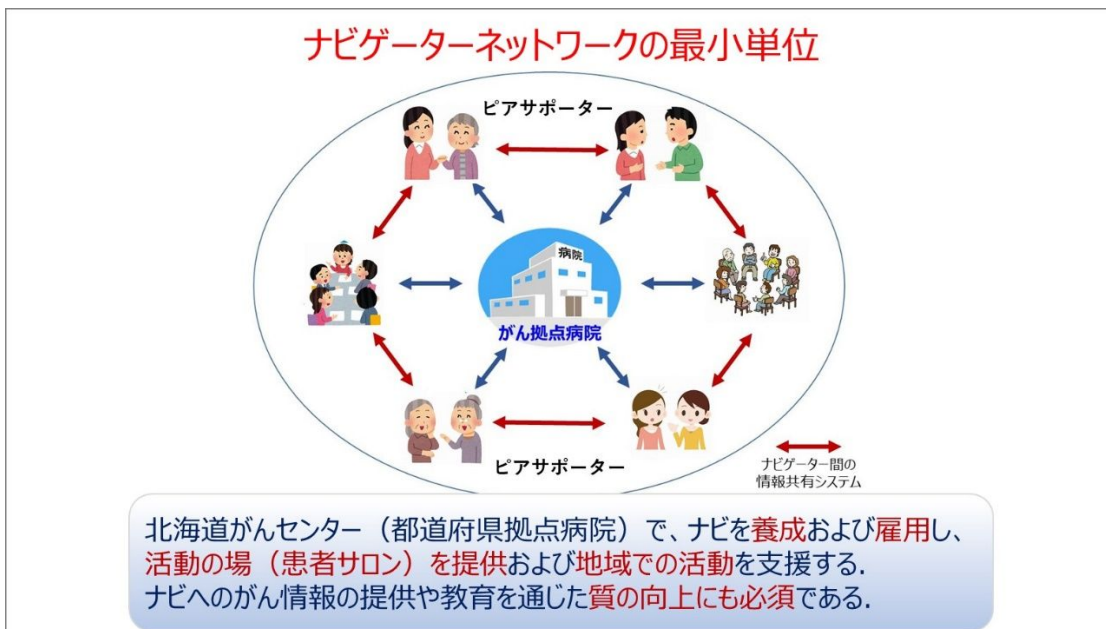 ナビゲーターネットワークの最小単位
ピアサポーター
病院
がん拠点病院
ピアサポーター
ナビゲーター間の
情報共有システム
北海道がんセンター（都道府県拠点病院）で、ナビを養成および雇用し、
活動の場（患者サロン）を提供および地域での活動を支援する.
ナビへのがん情報の提供や教育を通じた質の向上にも必須である.